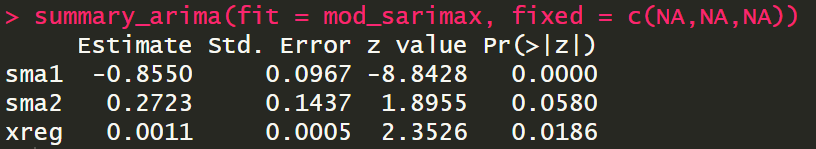 > summary_arima(fit = mod_sarimax, fixed = c(NA,NA,NA))
     Estimate Std. Error z value Pr(>|z|)
sma1  -0.8550     0.0967 -8.8428   0.0000
sma2   0.2723     0.1437  1.8955   0.0580
xreg   0.0011     0.0005  2.3526   0.0186